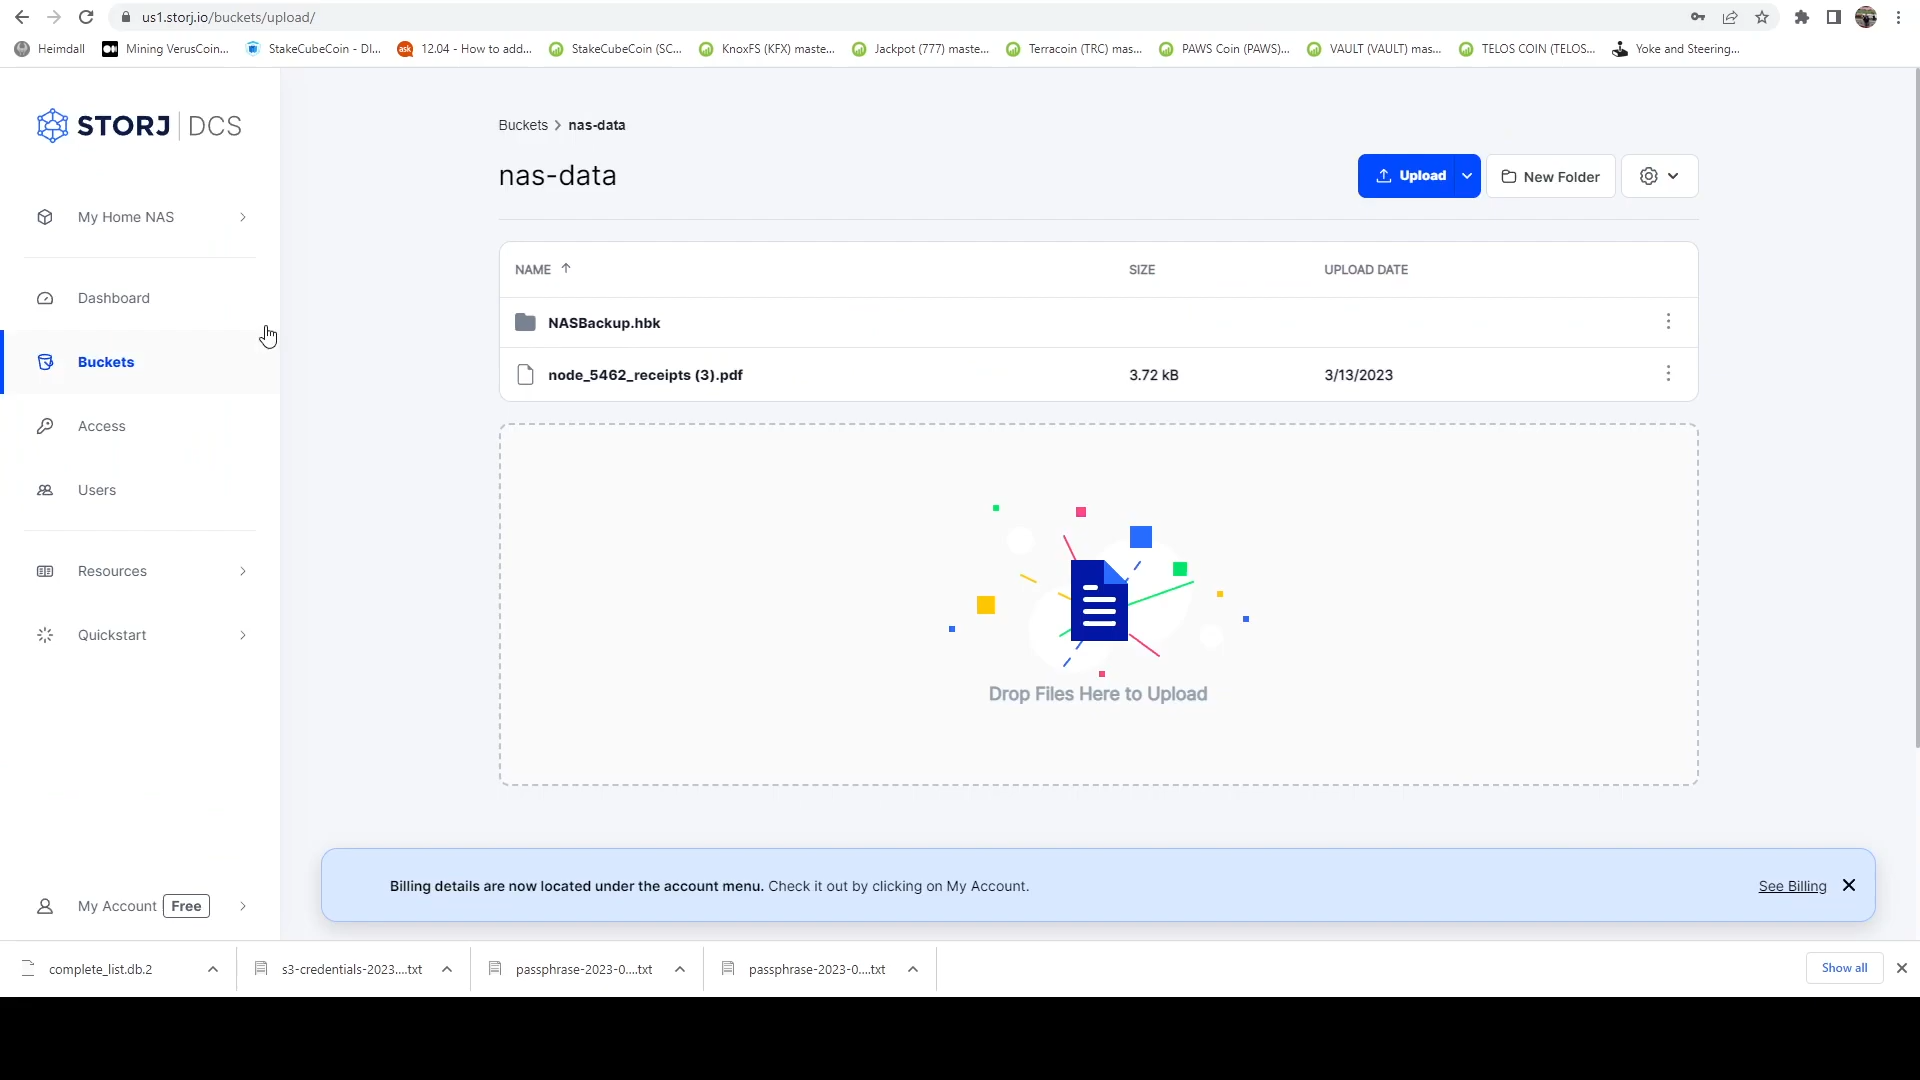 us1.storj.io/buckets/upload/
Heimdall
Mining VerusCoin...
StakeCubeCoin - DI...
ask
12.04 - How to add...
StakeCubeCoin (SC...
KnoxFS (KFX) maste...
Jackpot (777) maste...
Terracoin (TRC) mas...
PAWS Coin (PAWS)...
VAULT (VAULT) mas...
TELOS COIN (TELOS...
Yoke and Steering...
STORJ | DCS
My Home NAS
Dashboard
Buckets
Access
Users
Resources
Quickstart
My Account Free
Buckets > nas-data
nas-data
Upload
New Folder
NAME
SIZE
UPLOAD DATE
NASBackup.hbk
node_5462_receipts (3).pdf
3.72 kB
3/13/2023
Drop Files Here to Upload
Billing details are now located under the account menu. Check it out by clicking on My Account.
See Billing
complete_list.db.2
s3-credentials-2023....txt
passphrase-2023-0....txt
passphrase-2023-0....txt
Show all